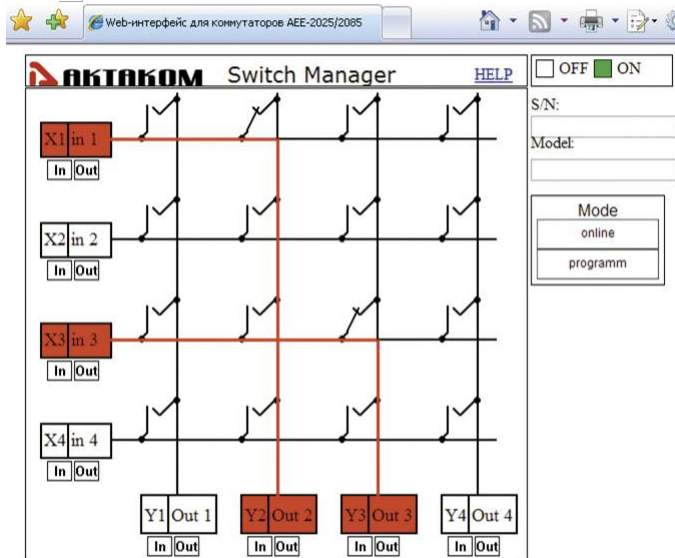 Web-интерфейс для коммутаторов АЕЕ-2025/2085
АКТАКОМ Switch Manager HELP
OFF ON
S/N:
Model:
Mode
online
programm
X1 in 1
In Out
X2 in 2
In Out
X3 in 3
In Out
X4 in 4
In Out
Y1 Out 1 Y2 Out 2 Y3 Out 3 Y4 Out 4
In Out In Out In Out In Out